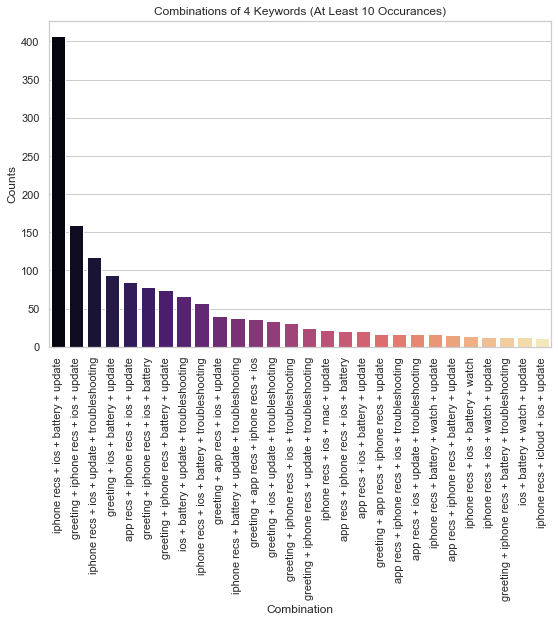 Combinations of 4 Keywords (At Least 10 Occurances)
Counts
400
350
300
250
200
150
100
50
0
iphone recs + ios + battery + update
greeting + iphone recs + ios + update
iphone recs + ios + update + troubleshooting
greeting + ios + battery + update
app recs + iphone recs + ios + update
greeting + iphone recs + ios + battery
greeting + iphone recs + battery + update
ios + battery + update + troubleshooting
iphone recs + ios + battery + troubleshooting
greeting + app recs + ios + update
iphone recs + battery + update + troubleshooting
greeting + app recs + iphone recs + ios
greeting + ios + update + troubleshooting
greeting + iphone recs + ios + troubleshooting
greeting + iphone recs + update + troubleshooting
iphone recs + ios + mac + update
app recs + iphone recs + ios + battery
app recs + ios + battery + update
greeting + app recs + iphone recs + update
app recs + iphone recs + ios + troubleshooting
app recs + ios + update + troubleshooting
iphone recs + battery + watch + update
app recs + iphone recs + battery + update
iphone recs + ios + battery + watch
iphone recs + ios + watch + update
greeting + iphone recs + battery + troubleshooting
ios + battery + watch + update
iphone recs + icloud + ios + update
Combination